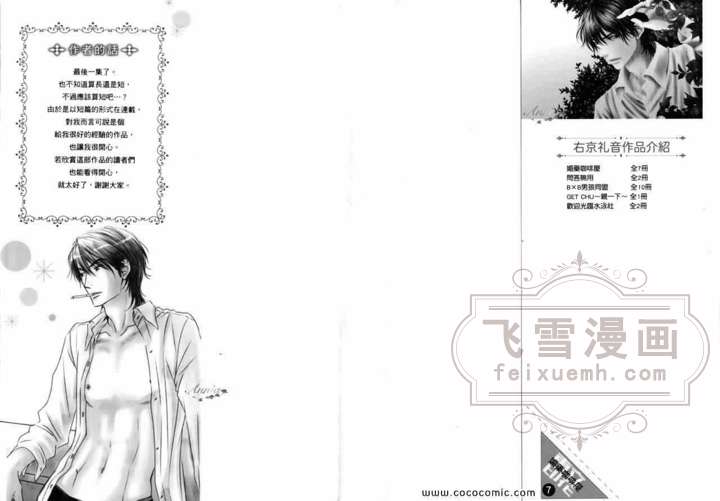 作者的話
最後一集了。
也不知道算長還是短，
不過應該算短吧…？
由於是以短篇的形式在連載，
對我而言可說是個
給我很好的經驗的作品，
也讓我很開心。
若欣賞這部作品的讀者們
也能看得開心，
就太好了，謝謝大家。
右京礼音作品介紹
媚藥咖啡屋 全7冊
問答無用 全2冊
B×B男孩同盟 全10冊
GET CHU～親一下～ 全1冊
歡迎光臨水泳社 全2冊
飞雪漫画
feixuemh.com
7
www.cococomic.com